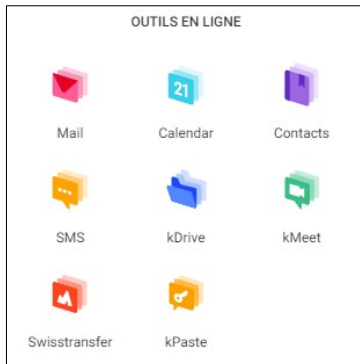 OUTILS EN LIGNE
21
Mail Calendar Contacts
SMS kDrive kMeet
Swisstransfer kPaste